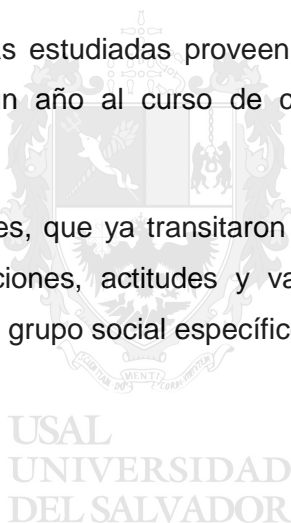 as estudiadas proveen
n año al curso de c
es, que ya transitaron
ciones, actitudes y va
grupo social específic
USAL
UNIVERSIDAD
DEL SALVADOR